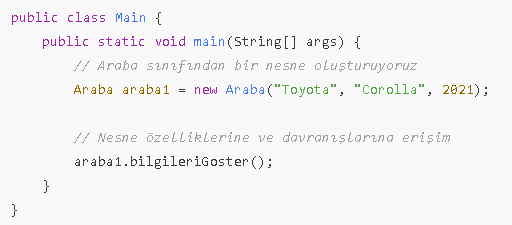 public class Main {
    public static void main(String[] args) {
        // Araba sınıfından bir nesne oluşturuyoruz
        Araba araba1 = new Araba("Toyota", "Corolla", 2021);

        // Nesne özelliklerine ve davranışlarına erişim
        araba1.bilgileriGoster();
    }
}